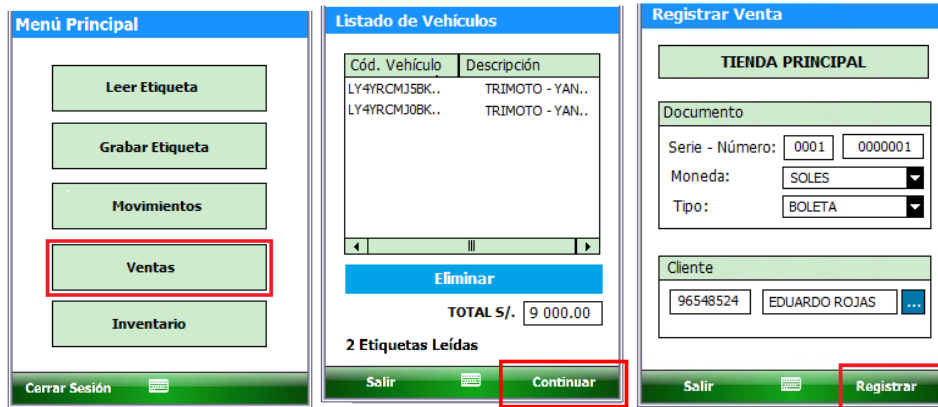 Menú Principal
Leer Etiqueta
Grabar Etiqueta
Movimientos
Ventas
Inventario
Cerrar Sesión
Listado de Vehículos
Cód. Vehículo Descripción
LY4YRCMJ5BK.. TRIMOTO - YAN..
LY4YRCMJ0BK.. TRIMOTO - YAN..
Eliminar
TOTAL S/. 9 000.00
2 Etiquetas Leídas
Salir Continuar
Registrar Venta
TIENDA PRINCIPAL
Documento
Serie - Número: 0001 0000001
Moneda: SOLES
Tipo: BOLETA
Cliente
96548524 EDUARDO ROJAS ...
Salir Registrar